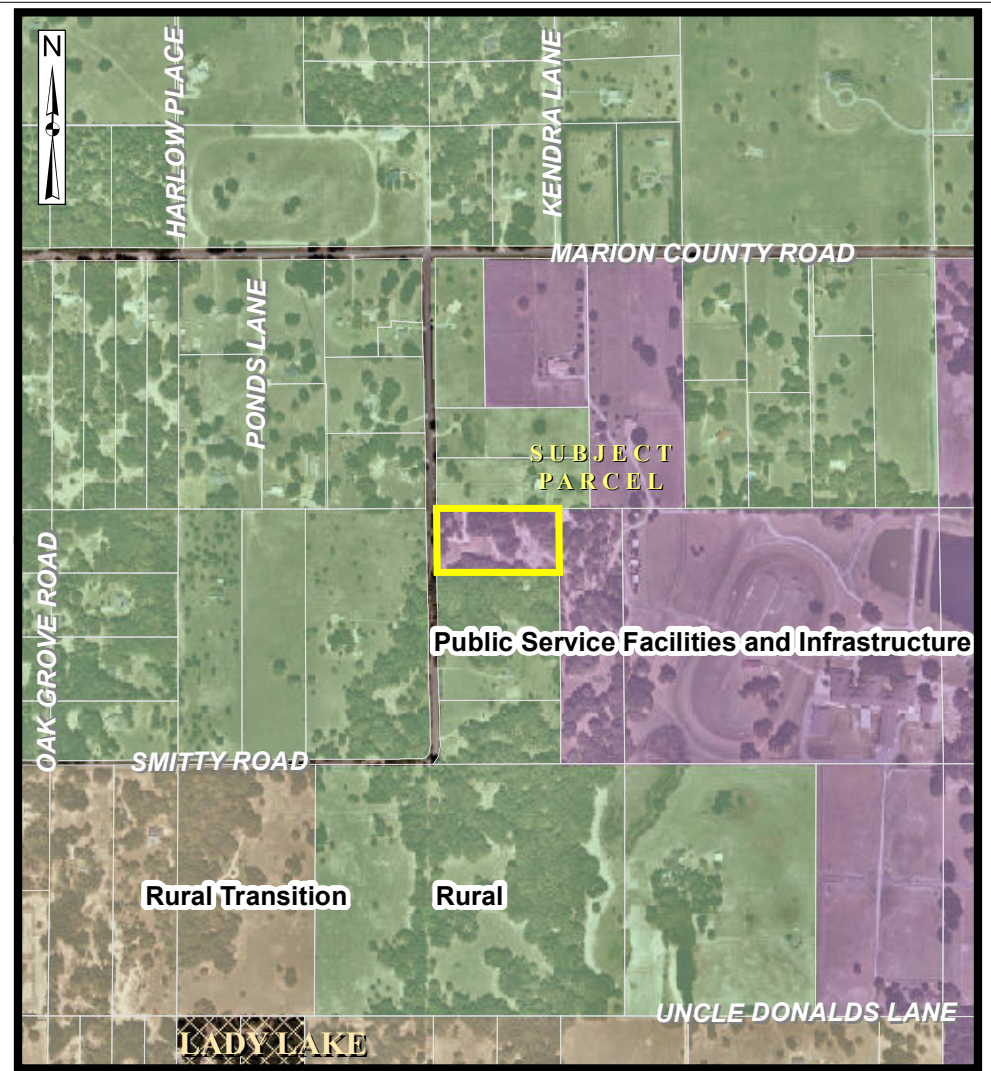 N
HARLOW PLACE
KENDRA LANE
MARION COUNTY ROAD
PONDS LANE
SUBJECT
PARCEL
OAK GROVE ROAD
Public Service Facilities and Infrastructure
SMITTY ROAD
Rural Transition
Rural
UNCLE DONALDS LANE
LADY LAKE